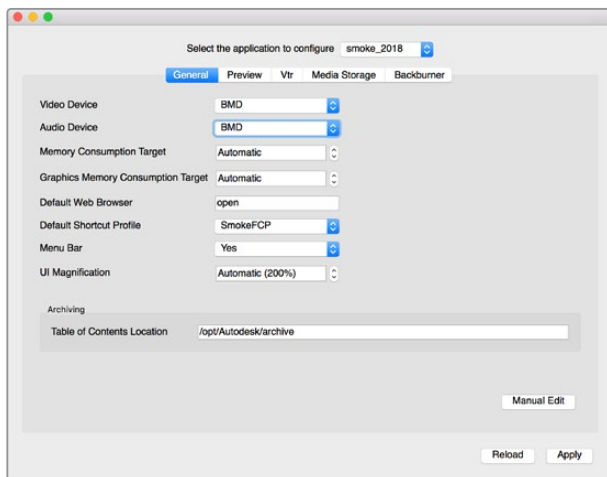 Select the application to configure smoke_2018
General Preview Vtr Media Storage Backburner
Video Device BMD
Audio Device BMD
Memory Consumption Target Automatic
Graphics Memory Consumption Target Automatic
Default Web Browser open
Default Shortcut Profile SmokeFCP
Menu Bar Yes
UI Magnification Automatic (200%)
Archiving
Table of Contents Location /opt/Autodesk/archive
Manual Edit
Reload Apply